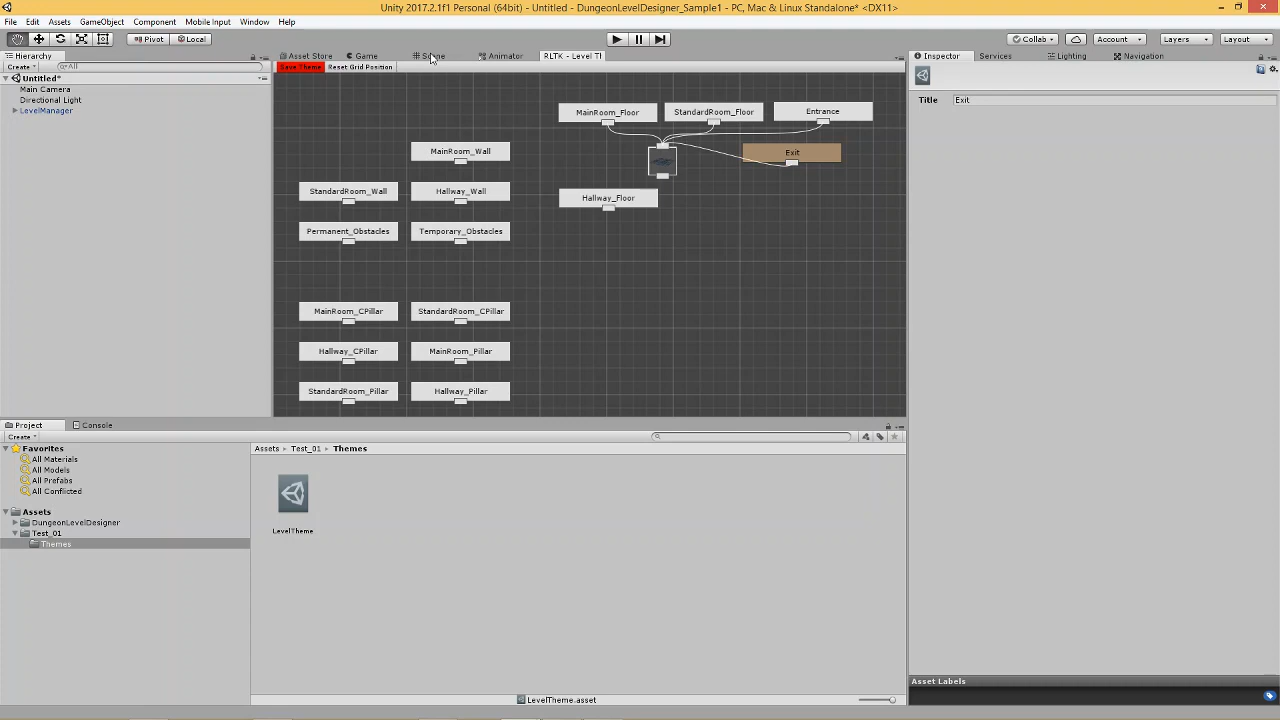 Unity 2017.2.1f1 Personal (64bit) - Untitled - DungeonLevelDesigner_Sample1 - PC, Mac & Linux Standalone* <DX11>
File Edit Assets GameObject Component Mobile Input Window Help
Pivot Local Collab Account Layers Layout
Hierarchy Asset Store Game Animator PLTK - Level Tl Inspector Services Lighting Navigation
Create All Save Theme Reset Grid Position
Untitled*
Main Camera
Directional Light
LevelManager
Title Exit
MainRoom_Floor StandardRoom_Floor Entrance
MainRoom_Wall Exit
StandardRoom_Wall Hallway_Wall Hallway_Floor
Permanent_Obstacles Temporary_Obstacles
MainRoom_CPillar StandardRoom_CPillar
Hallway_CPillar MainRoom_Pillar
StandardRoom_Pillar Hallway_Pillar
Project Console
Create
Favorites
All Materials
All Models
All Prefabs
All Conflicted
Assets
DungeonLevelDesigner
Test_01
Themes
Assets Test_01 Themes
LevelTheme
LevelTheme.asset
Asset Labels